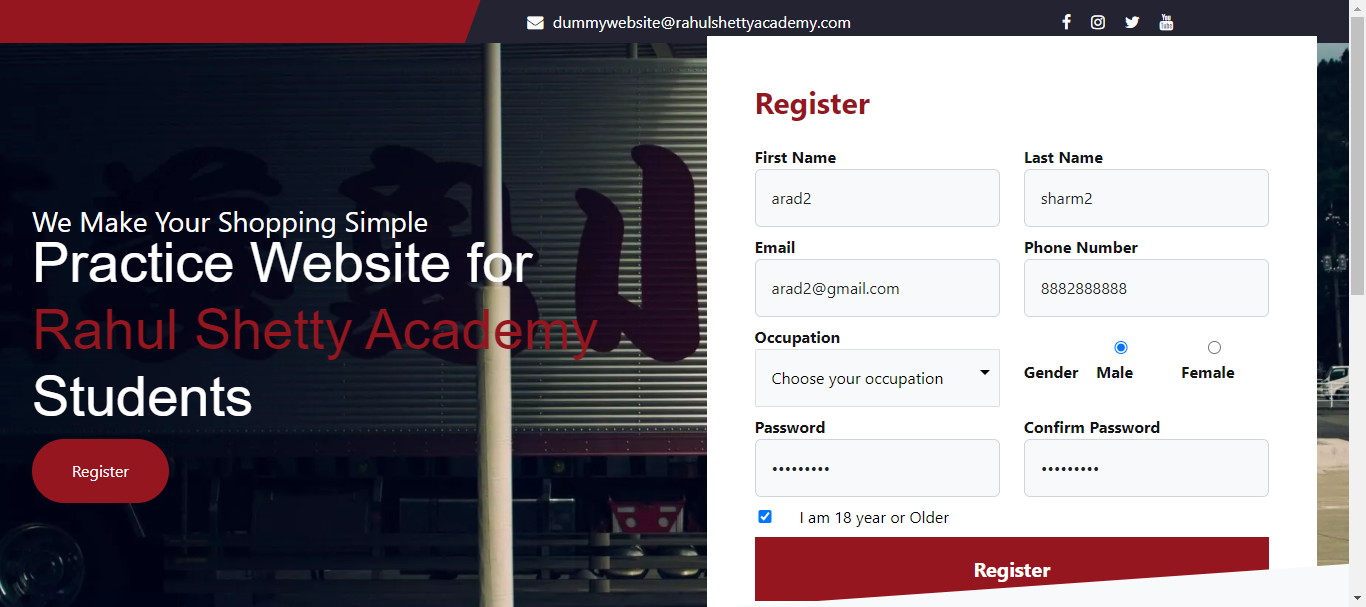 dummywebsite@rahulshettyacademy.com
We Make Your Shopping Simple
Practice Website for
Rahul Shetty Academy
Students
Register
Register
First Name
Last Name
arad2
sharm2
Email
Phone Number
arad2@gmail.com
8882888888
Occupation
Choose your occupation
Gender Male Female
Password
Confirm Password
•••••••••
•••••••••
I am 18 year or Older
Register